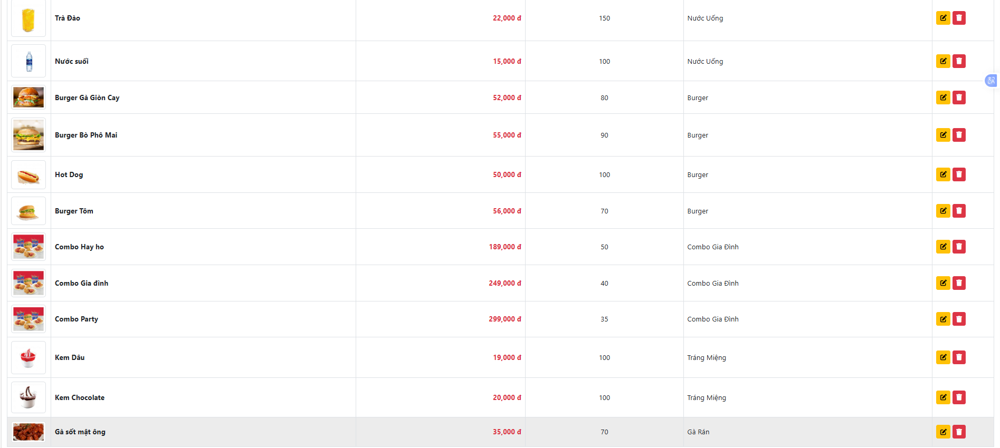 Trà Đào 22,000 đ 150 Nước Uống
Nước suối 15,000 đ 100 Nước Uống
Burger Gà Giòn Cay 52,000 đ 80 Burger
Burger Bò Phô Mai 55,000 đ 90 Burger
Hot Dog 50,000 đ 100 Burger
Burger Tôm 56,000 đ 70 Burger
Combo Hay ho 189,000 đ 50 Combo Gia Đình
Combo Gia đình 249,000 đ 40 Combo Gia Đình
Combo Party 299,000 đ 35 Combo Gia Đình
Kem Dâu 19,000 đ 100 Tráng Miệng
Kem Chocolate 20,000 đ 100 Tráng Miệng
Gà sốt mật ông 35,000 đ 70 Gà Rán